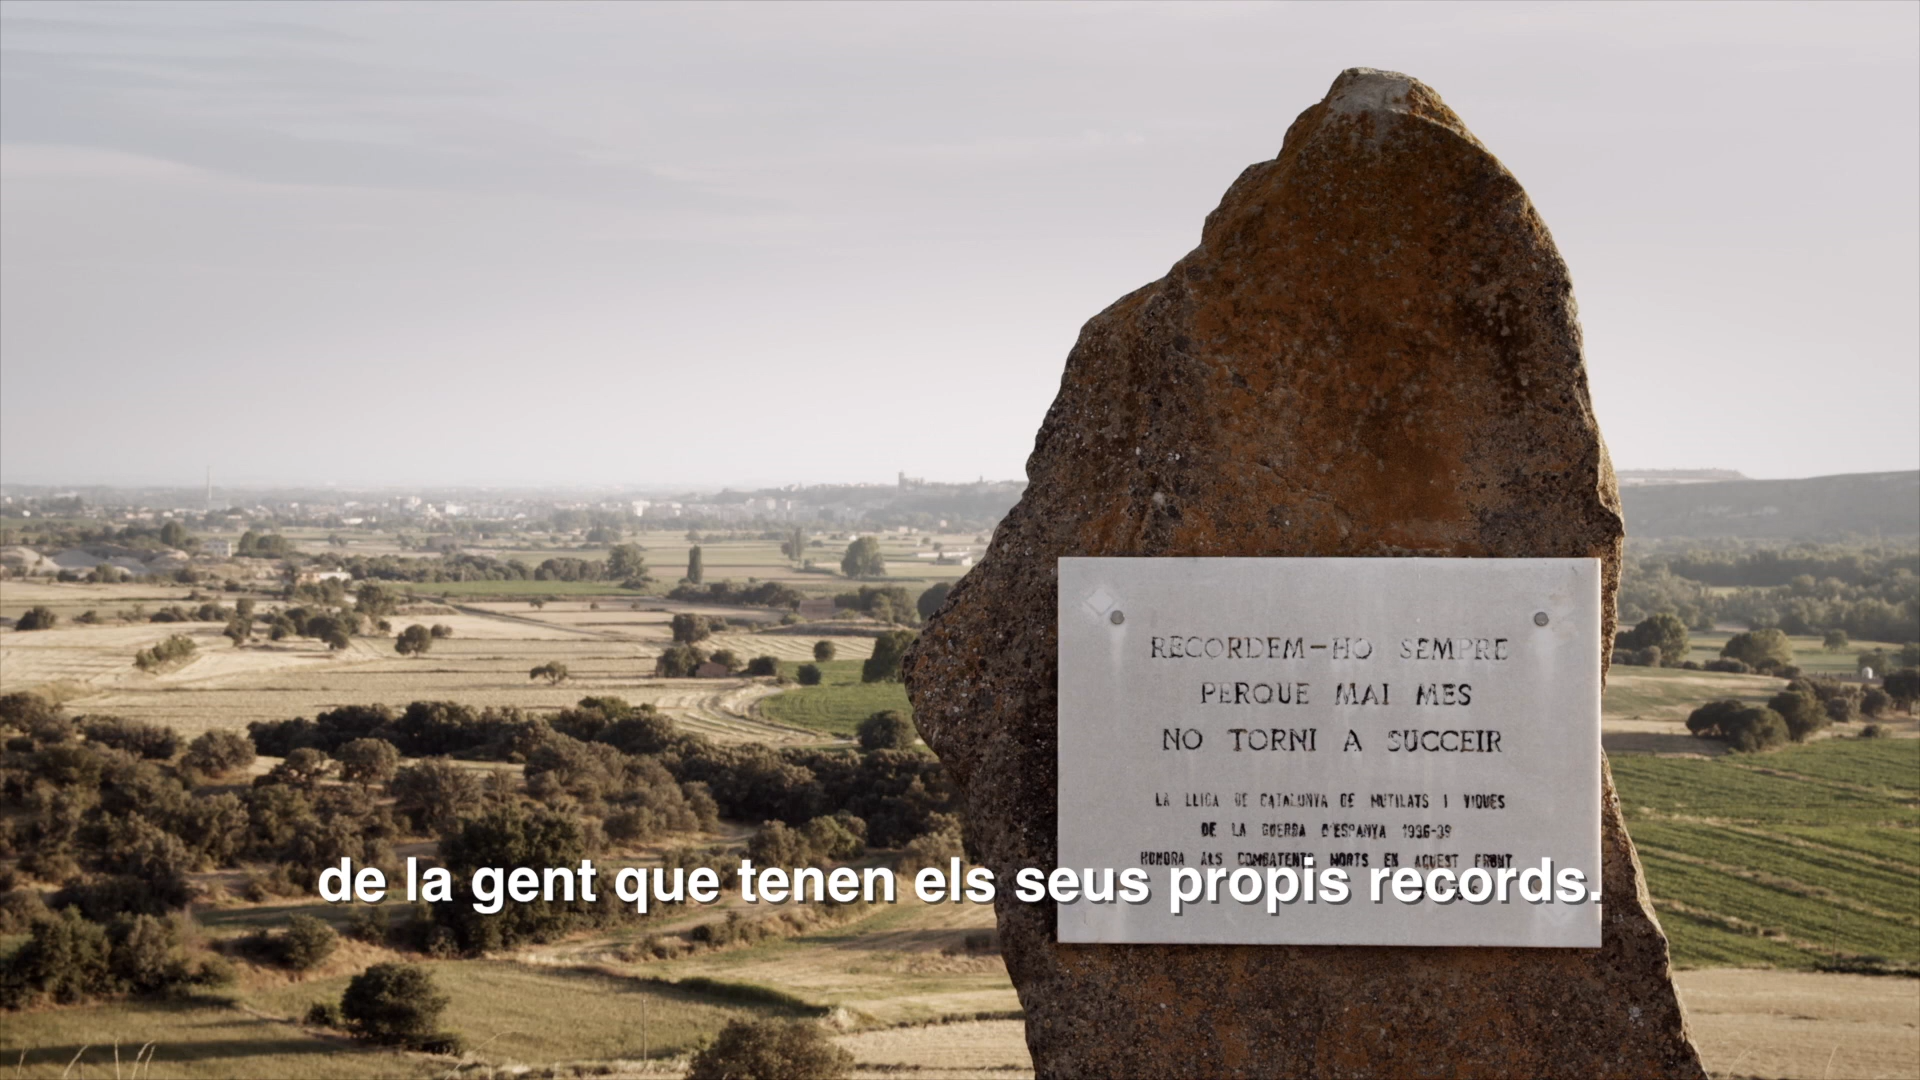 RECORDEM-HO SEMPRE
PERQUE MAI MES
NO TORNI A SUCCEIR
LA LLIGA DE CATALUNYA DE MUTILATS I VIDUES
DE LA GUERRA D'ESPANYA 1936-39
HONORA ALS COMBATENTS MORTS EN AQUEST FRONT
de la gent que tenen els seus propis records.